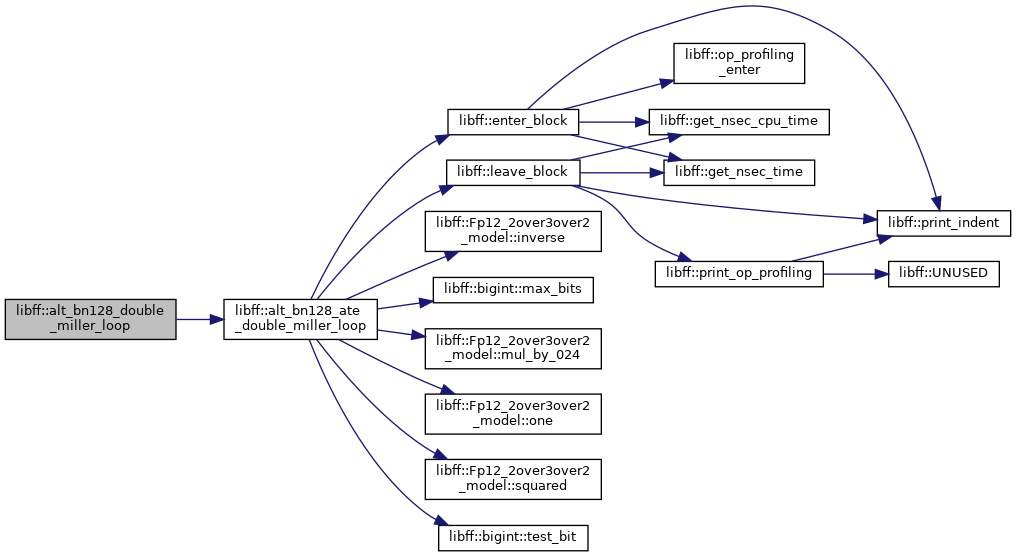 libff::alt_bn128_double
_miller_loop
libff::alt_bn128_ate
_double_miller_loop
libff::enter_block
libff::leave_block
libff::Fp12_2over3over2
_model::inverse
libff::bigint::max_bits
libff::Fp12_2over3over2
_model::mul_by_024
libff::Fp12_2over3over2
_model::one
libff::Fp12_2over3over2
_model::squared
libff::bigint::test_bit
libff::op_profiling
_enter
libff::get_nsec_cpu_time
libff::get_nsec_time
libff::print_op_profiling
libff::print_indent
libff::UNUSED